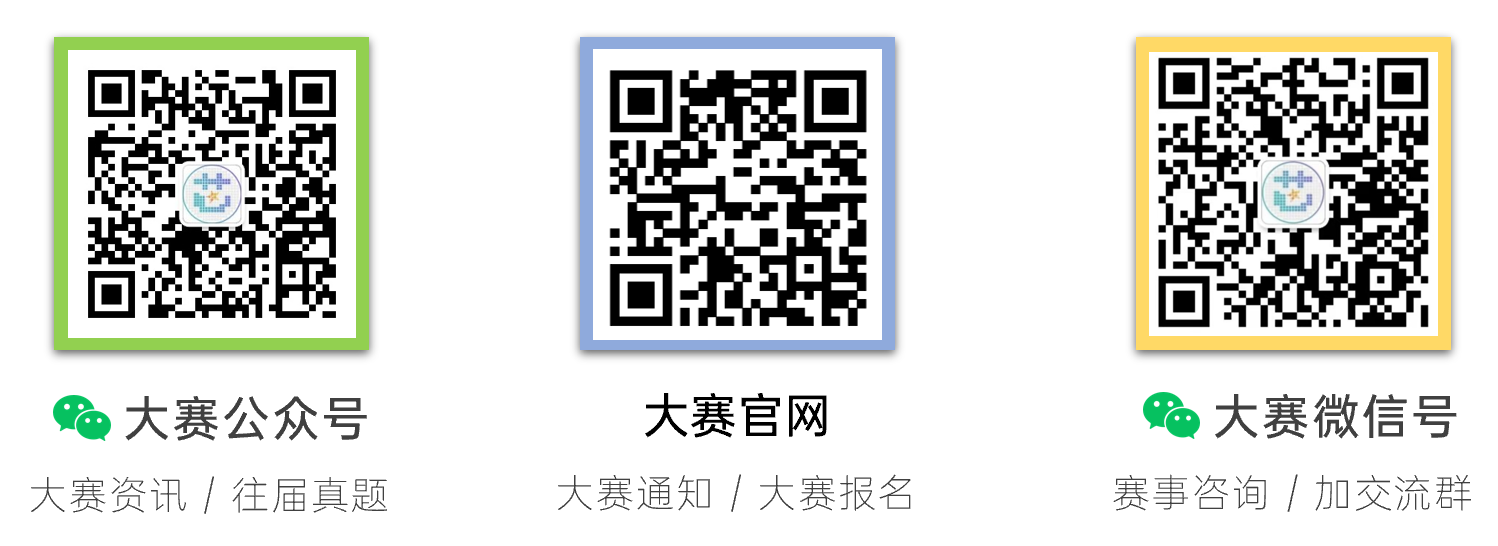 芯
芯
大赛公众号
大赛官网
大赛微信号
大赛资讯 / 往届真题
大赛通知 / 大赛报名
赛事咨询 / 加交流群